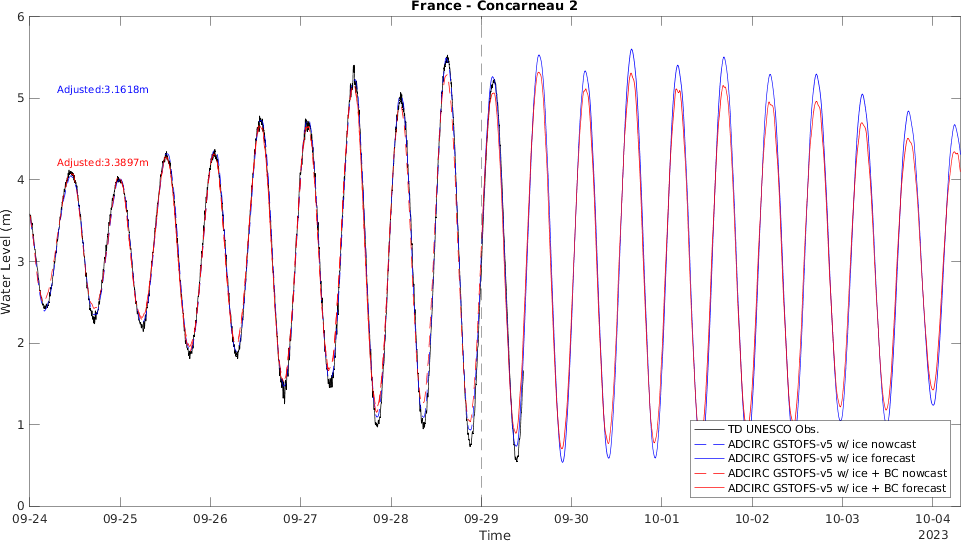 France - Concarneau 2
6
5
4
3
2
1
0
Water Level (m)
Adjusted:3.1618m
Adjusted:3.3897m
TD UNESCO Obs.
ADCIRC GSTOFS-v5 w/ ice nowcast
ADCIRC GSTOFS-v5 w/ ice forecast
ADCIRC GSTOFS-v5 w/ ice + BC nowcast
ADCIRC GSTOFS-v5 w/ ice + BC forecast
09-24 09-25 09-26 09-27 09-28 09-29 09-30 10-01 10-02 10-03 10-04
Time
2023